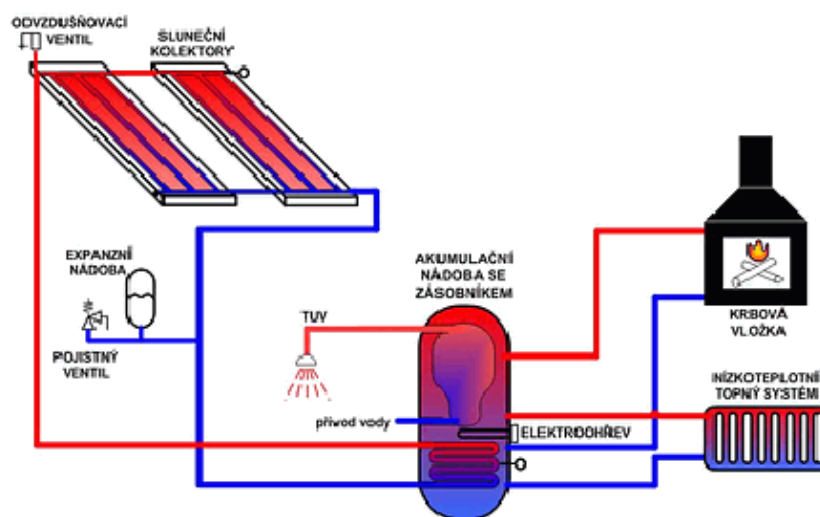 ODVZDUŠŇOVACÍ
VENTIL
SLUNEČNÍ
KOLEKTORY
EXPANZNÍ
NÁDOBA
POJISTNÝ
VENTIL
TUV
AKUMULAČNÍ
NÁDOBA SE
ZÁSOBNÍKEM
přívod vody
ELEKTROOHŘEV
KRBOVÁ
VLOŽKA
NÍZKOTEPLOTNÍ
TOPNÝ SYSTÉM